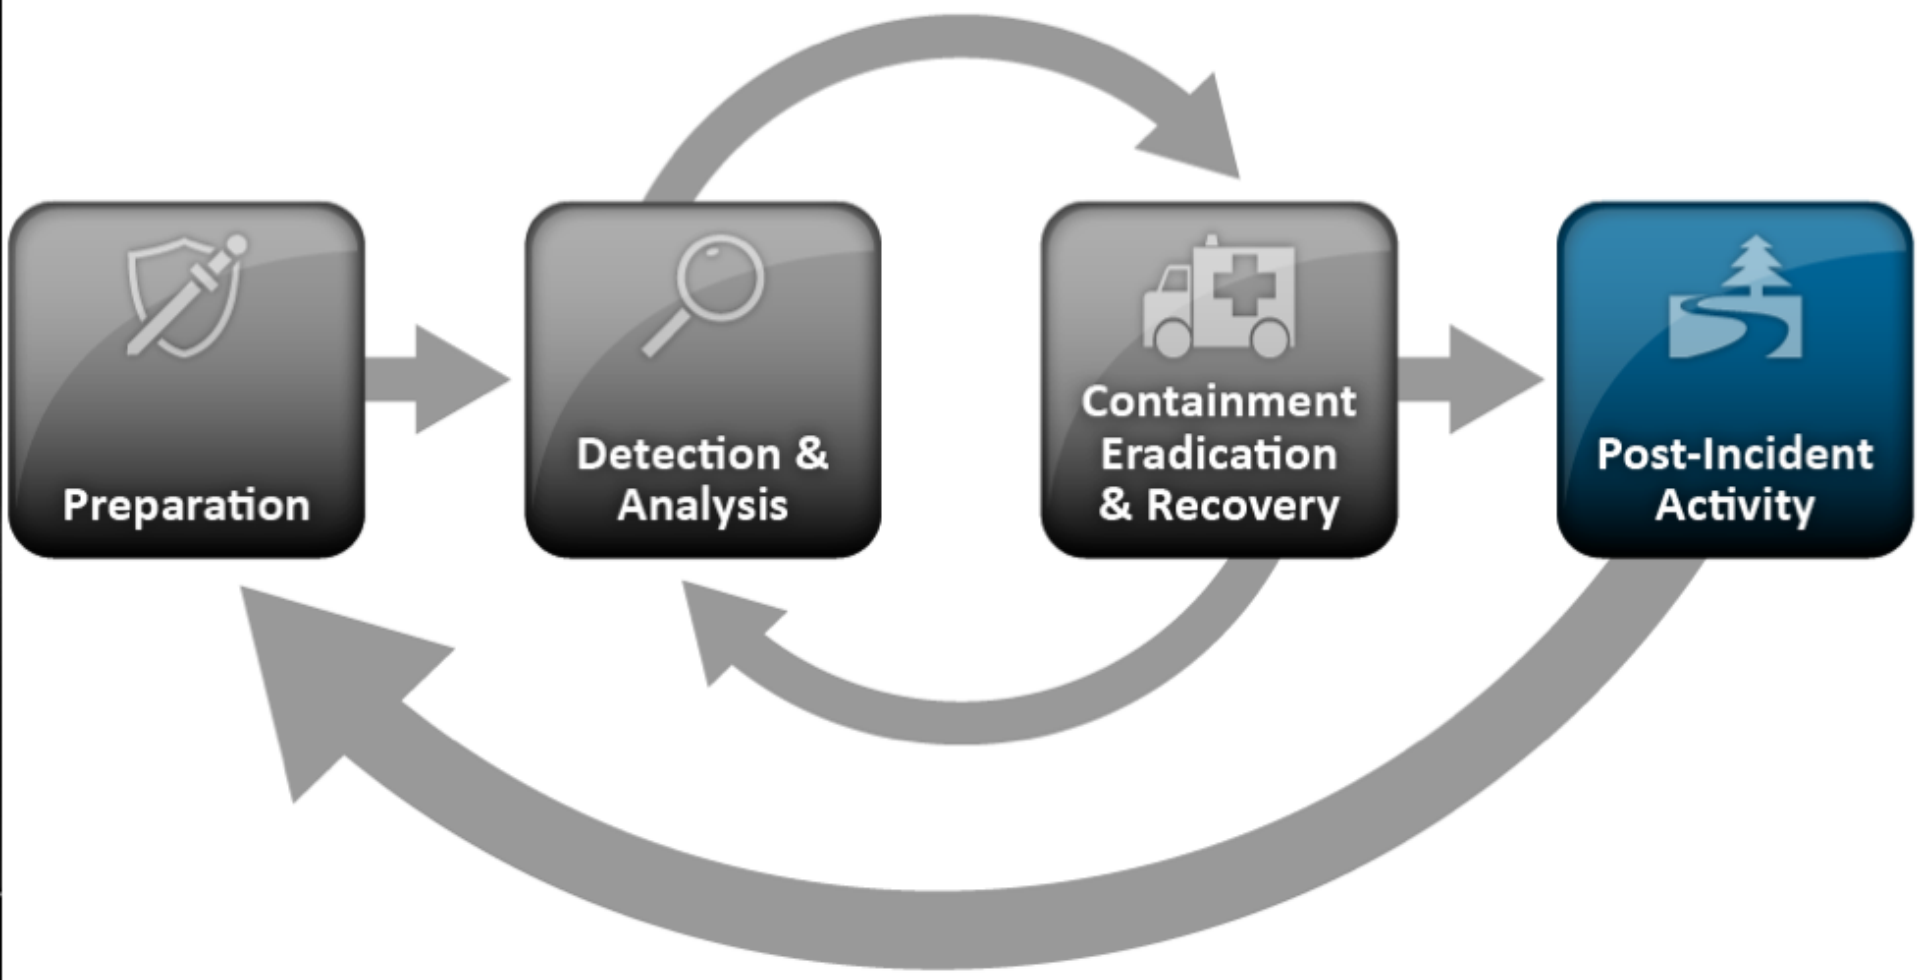 Preparation
Detection &
Analysis
Containment
Eradication
& Recovery
Post-Incident
Activity